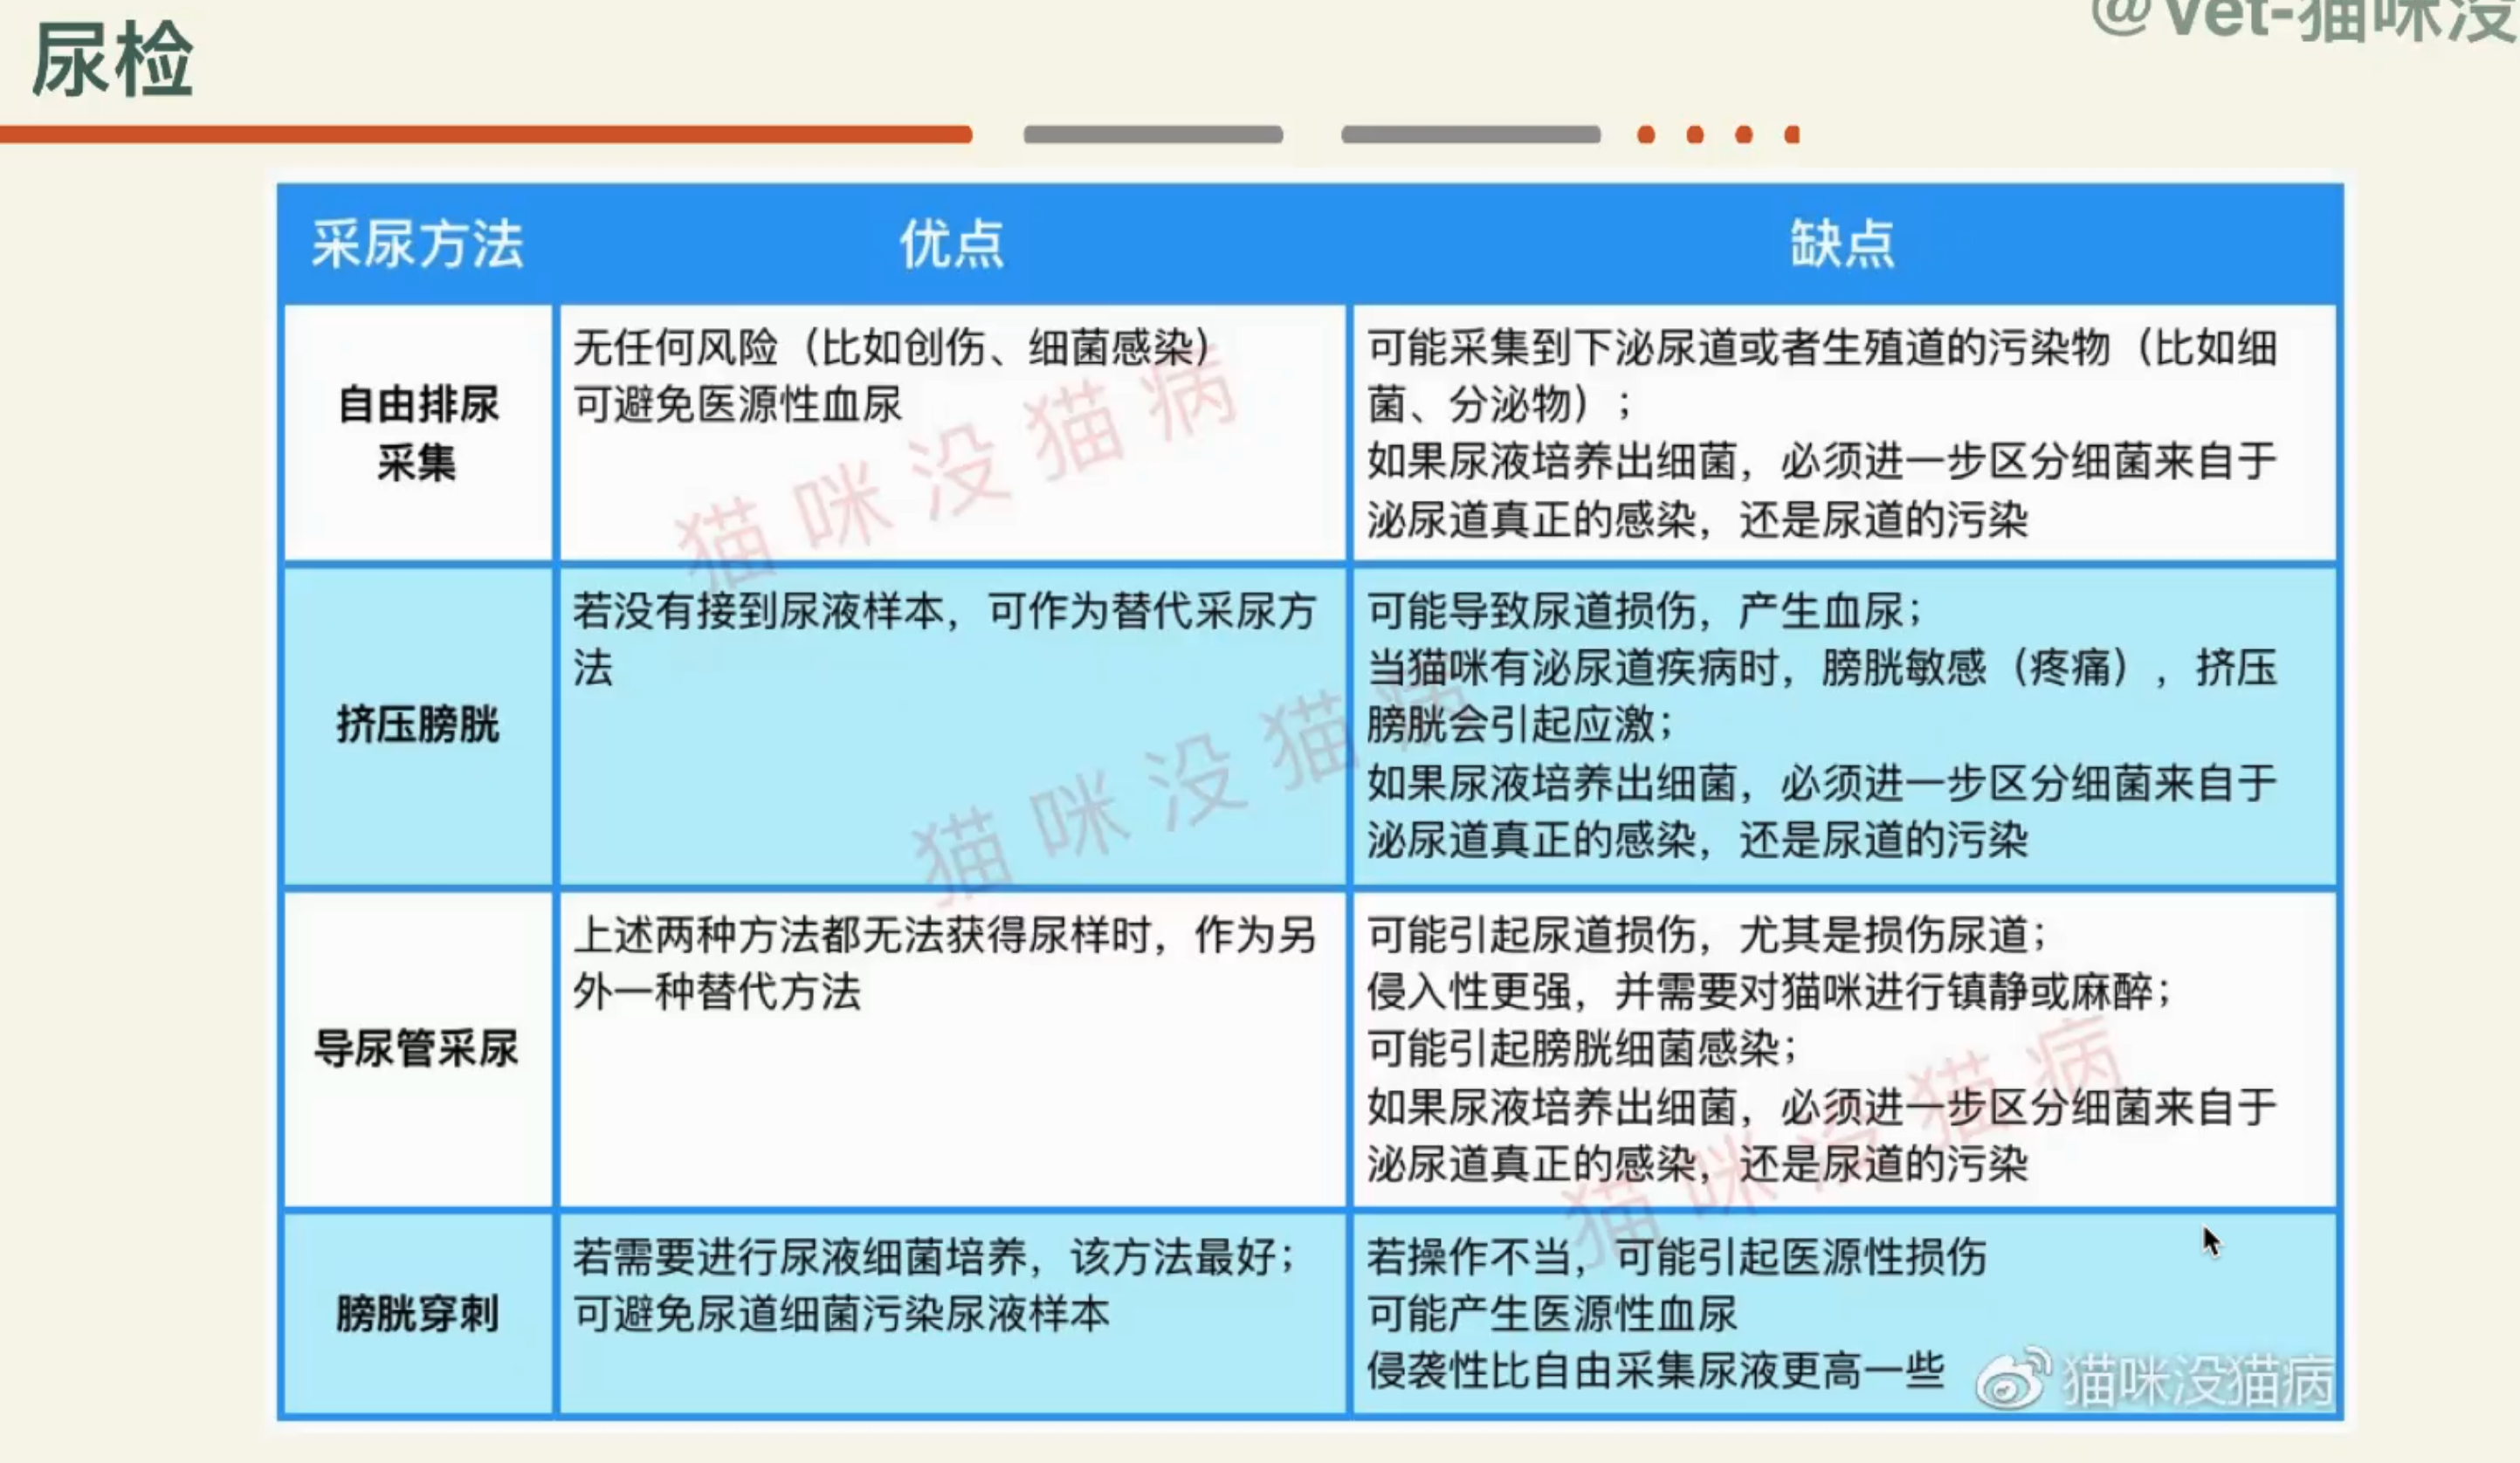 尿检
@Vet-猫咪没
采尿方法
优点
缺点
自由排尿
采集
无任何风险（比如创伤、细菌感染）
可避免医源性血尿
可能采集到下泌尿道或者生殖道的污染物（比如细
菌、分泌物）；
如果尿液培养出细菌，必须进一步区分细菌来自于
泌尿道真正的感染，还是尿道的污染
挤压膀胱
若没有接到尿液样本，可作为替代采尿方
法
可能导致尿道损伤，产生血尿；
当猫咪有泌尿道疾病时，膀胱敏感（疼痛），挤压
膀胱会引起应激；
如果尿液培养出细菌，必须进一步区分细菌来自于
泌尿道真正的感染，还是尿道的污染
导尿管采尿
上述两种方法都无法获得尿样时，作为另
外一种替代方法
可能引起尿道损伤，尤其是损伤尿道；
侵入性更强，并需要对猫咪进行镇静或麻醉；
可能引起膀胱细菌感染；
如果尿液培养出细菌，必须进一步区分细菌来自于
泌尿道真正的感染，还是尿道的污染
膀胱穿刺
若需要进行尿液细菌培养，该方法最好；
可避免尿道细菌污染尿液样本
若操作不当，可能引起医源性损伤
可能产生医源性血尿
侵袭性比自由采集尿液更高一些
猫咪没猫病
猫咪没猫病
猫咪没猫病
猫咪没猫病